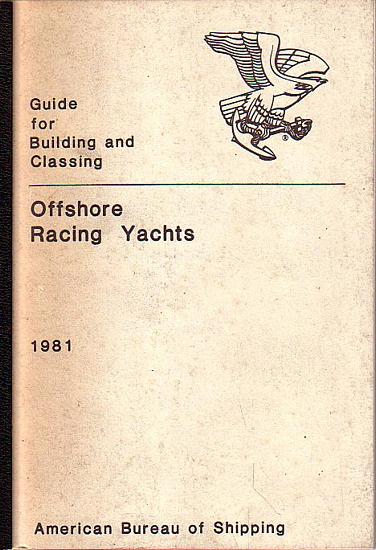 Guide
for
Building and
Classing
Offshore
Racing Yachts
1981
American Bureau of Shipping
®